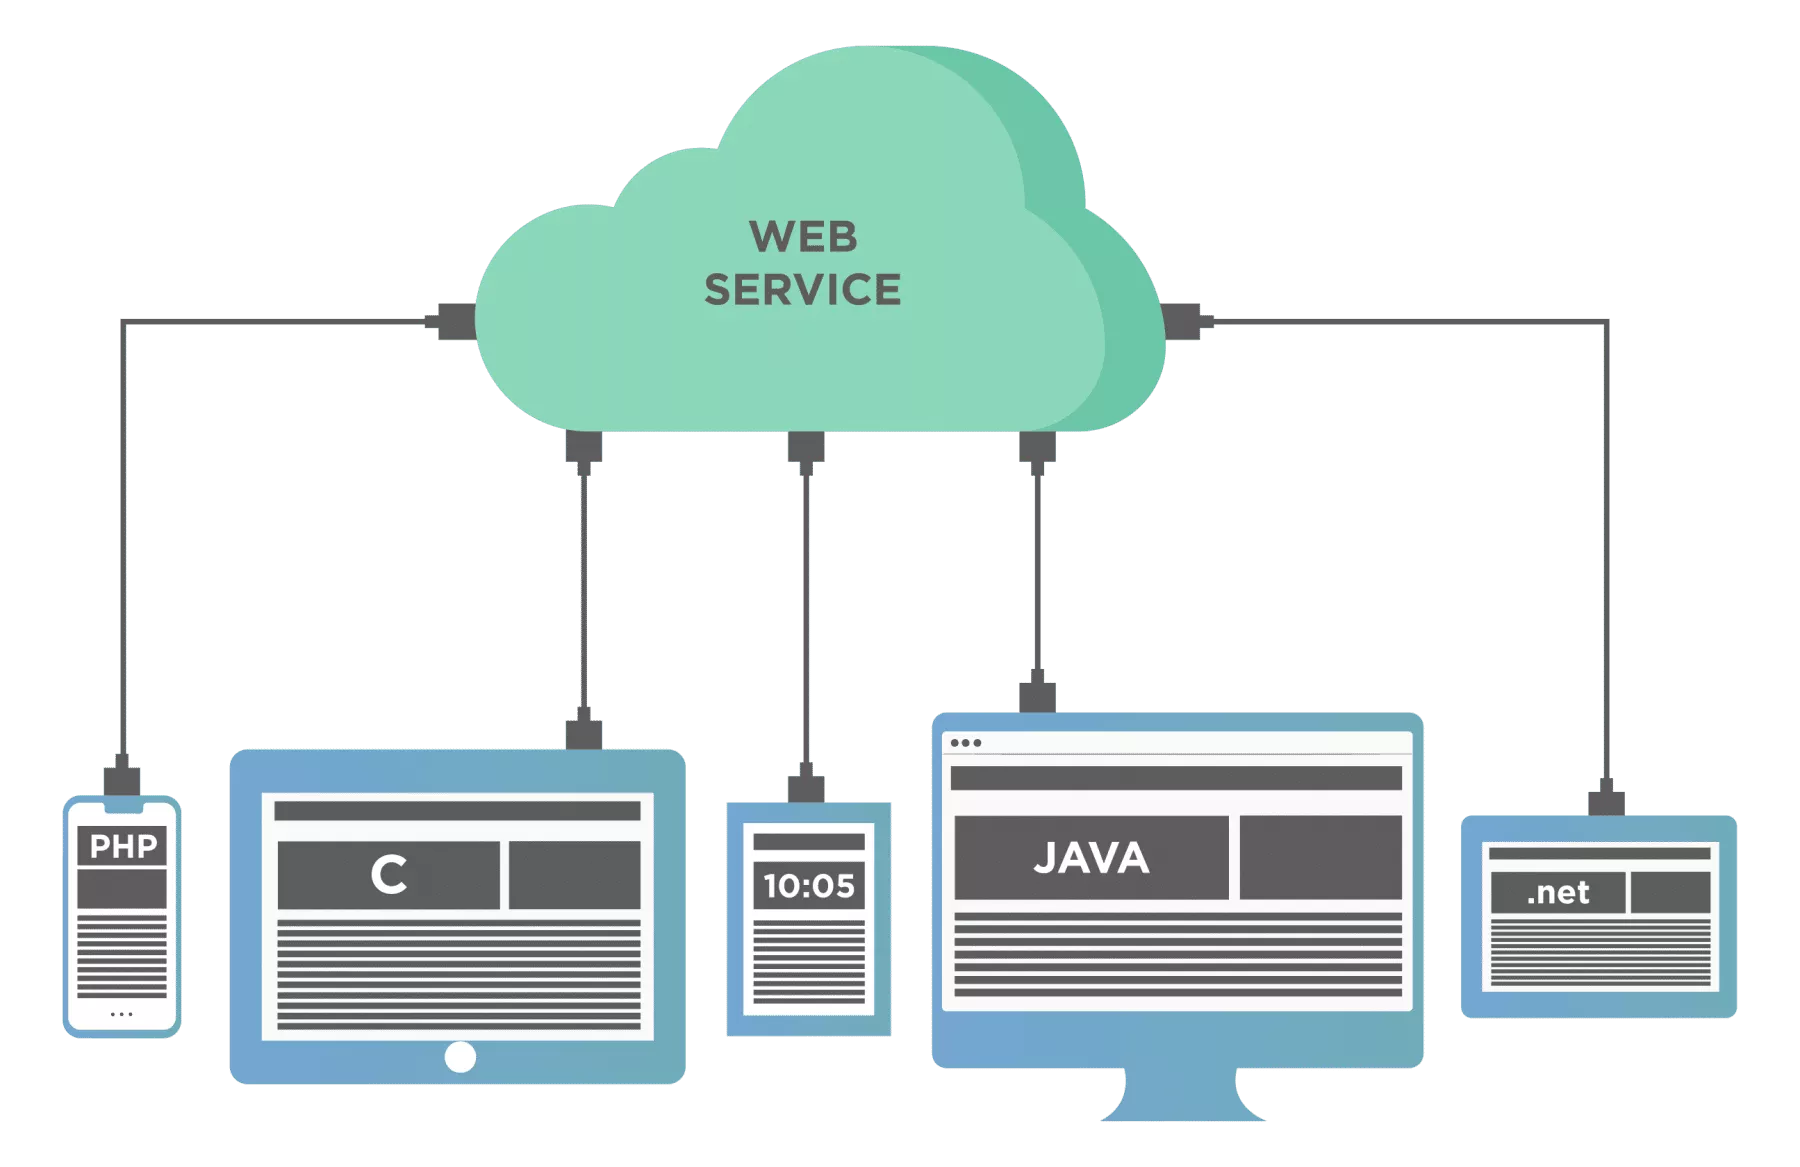 WEB
SERVICE
PHP
C
10:05
JAVA
.net